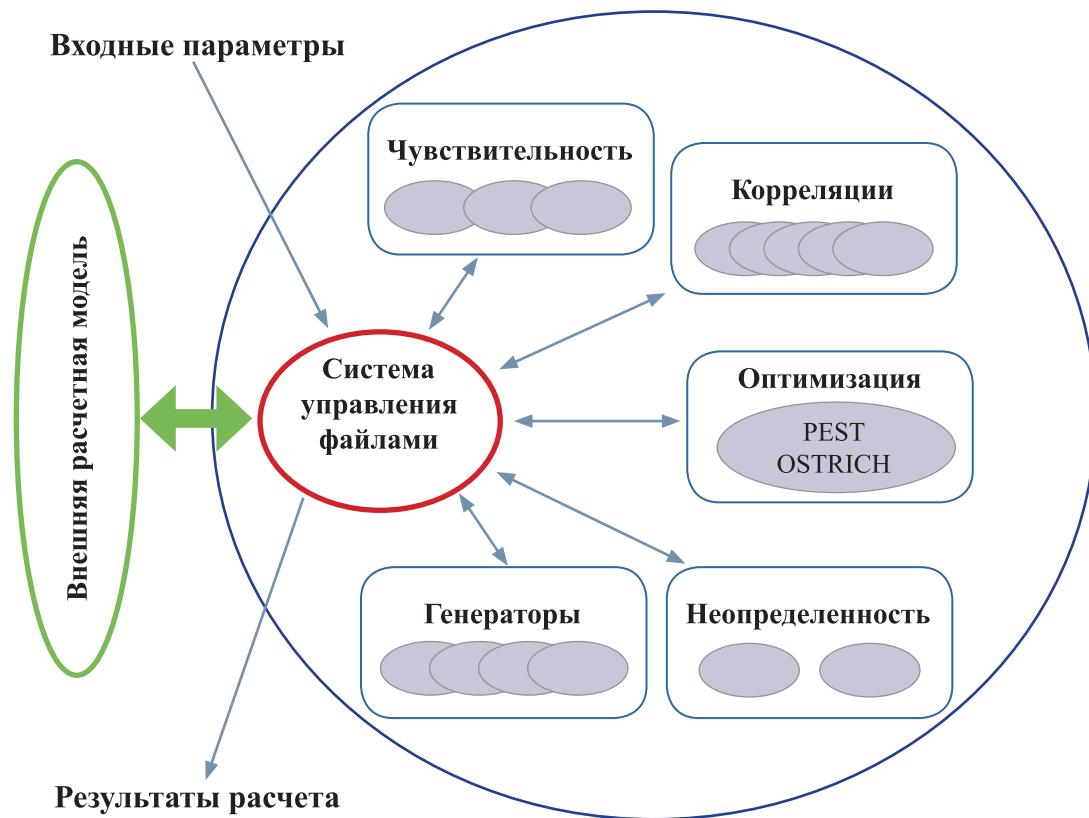 Входные параметры
Чувствительность
Корреляции
Внешняя расчетная модель
Система
управления
файлами
Оптимизация
PEST
OSTRICH
Генераторы
Неопределенность
Результаты расчета